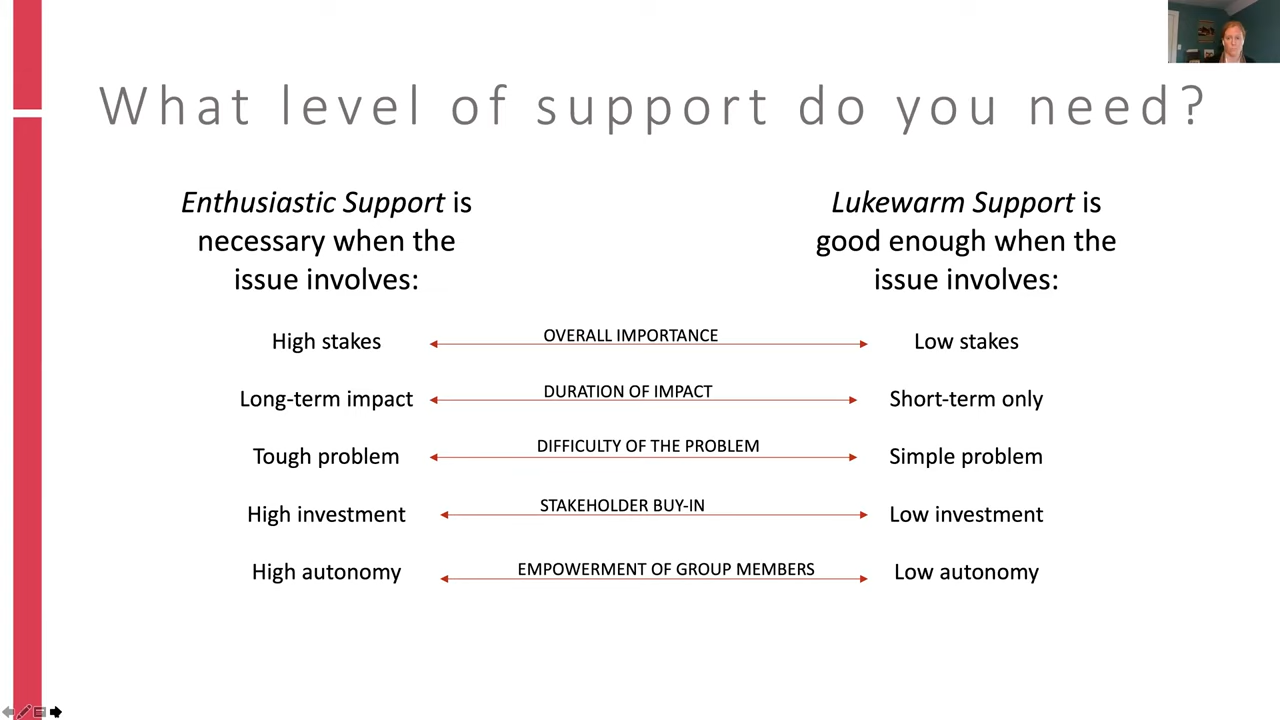 What level of support do you need?
Enthusiastic Support is
necessary when the
issue involves:
Lukewarm Support is
good enough when the
issue involves:
High stakes
OVERALL IMPORTANCE
Low stakes
Long-term impact
DURATION OF IMPACT
Short-term only
Tough problem
DIFFICULTY OF THE PROBLEM
Simple problem
High investment
STAKEHOLDER BUY-IN
Low investment
High autonomy
EMPOWERMENT OF GROUP MEMBERS
Low autonomy